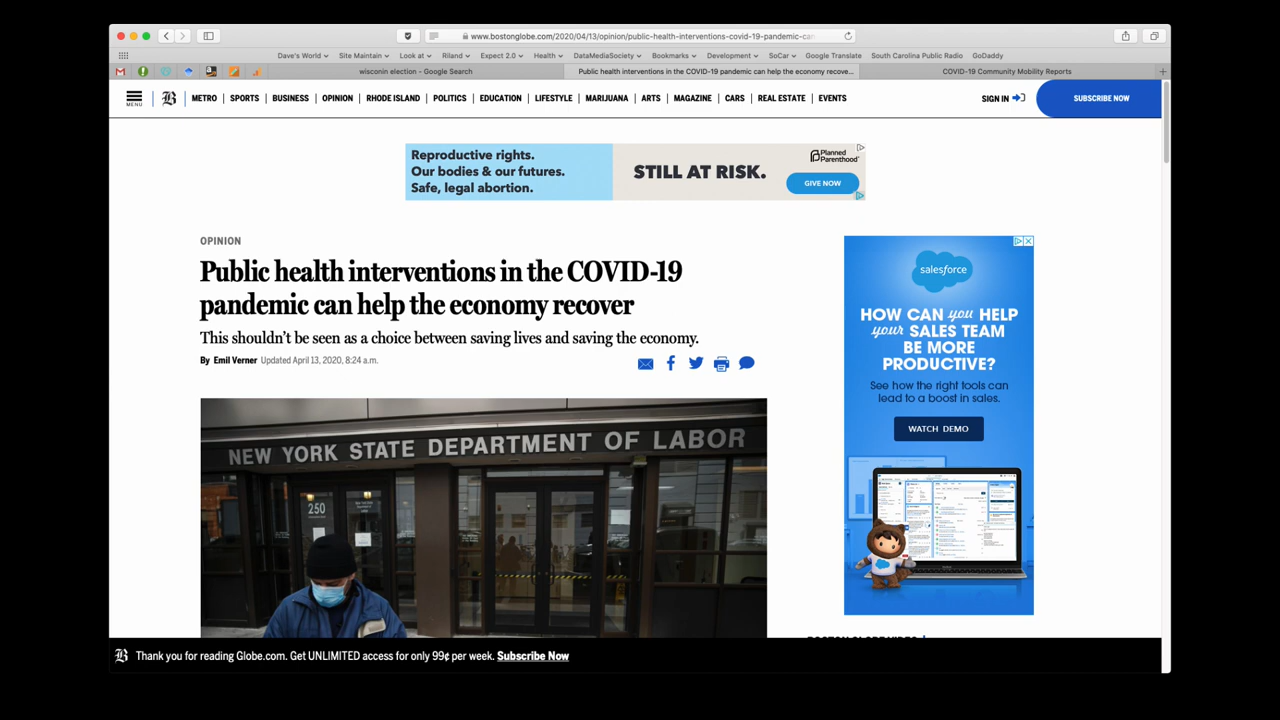 www.bostonglobe.com/2020/04/13/opinion/public-health-interventions-covid-19-pandemic-can
Dave's World Site Maintain Look at Riland Expect 2.0 Health DataMediaSociety Bookmarks Development SoCar Google Translate South Carolina Public Radio GoDaddy
wisconin election - Google Search Public health interventions in the COVID-19 pandemic can help the economy recove... COVID-19 Community Mobility Reports
MENU B METRO SPORTS BUSINESS OPINION RHODE ISLAND POLITICS EDUCATION LIFESTYLE MARIJUANA ARTS MAGAZINE CARS REAL ESTATE EVENTS SIGN IN SUBSCRIBE NOW
Reproductive rights.
Our bodies & our futures.
Safe, legal abortion.
STILL AT RISK.
Planned
Parenthood
GIVE NOW
OPINION
Public health interventions in the COVID-19
pandemic can help the economy recover
This shouldn't be seen as a choice between saving lives and saving the economy.
By Emil Verner Updated April 13, 2020, 8:24 a.m.
salesforce
HOW CAN you HELP
your SALES TEAM
BE MORE
PRODUCTIVE?
See how the right tools can
lead to a boost in sales.
WATCH DEMO
NEW YORK STATE DEPARTMENT OF LABOR
250
B Thank you for reading Globe.com. Get UNLIMITED access for only 99¢ per week. Subscribe Now